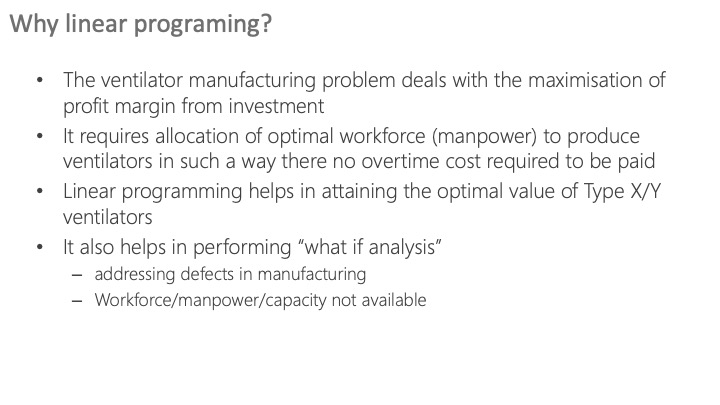 Why linear programing?
• The ventilator manufacturing problem deals with the maximisation of
profit margin from investment
• It requires allocation of optimal workforce (manpower) to produce
ventilators in such a way there no overtime cost required to be paid
• Linear programming helps in attaining the optimal value of Type X/Y
ventilators
• It also helps in performing “what if analysis”
– addressing defects in manufacturing
– Workforce/manpower/capacity not available